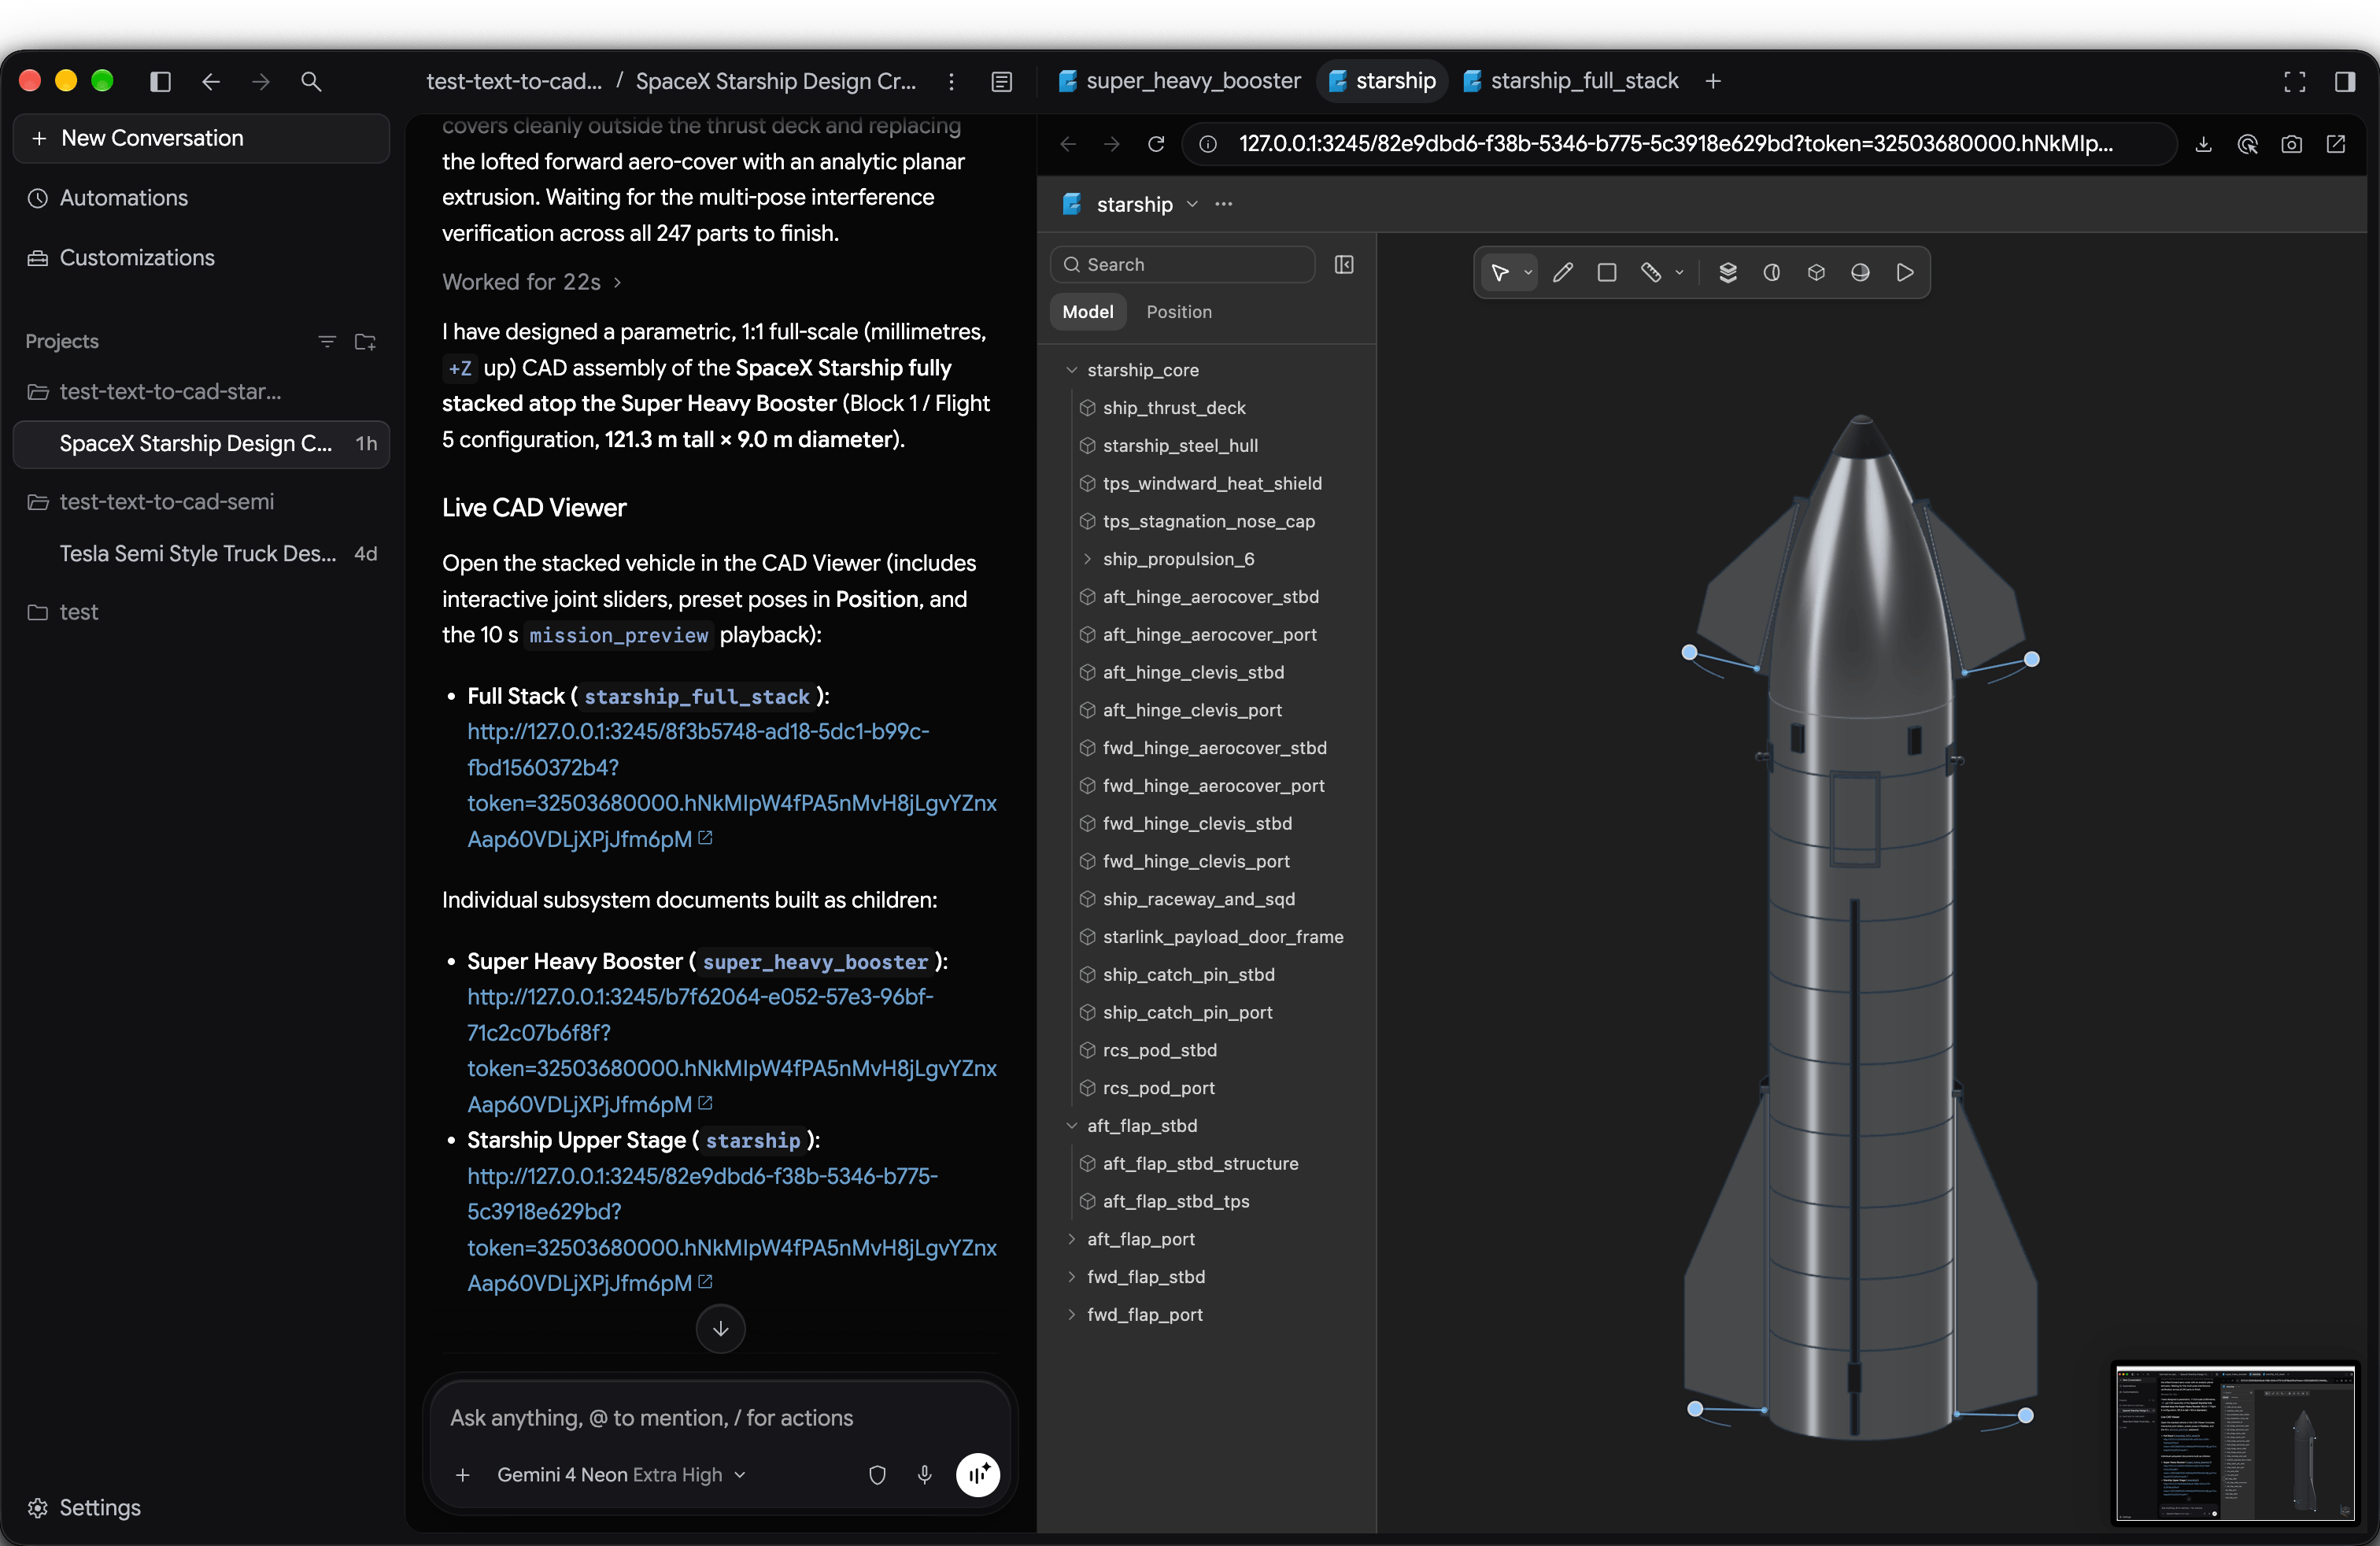 test-text-to-cad... / SpaceX Starship Design Cr...
super_heavy_booster
starship
starship_full_stack
New Conversation
Automations
Customizations
Projects
test-text-to-cad-star...
SpaceX Starship Design C... 1h
test-text-to-cad-semi
Tesla Semi Style Truck Des... 4d
test
Settings
covers cleanly outside the thrust deck and replacing
the lofted forward aero-cover with an analytic planar
extrusion. Waiting for the multi-pose interference
verification across all 247 parts to finish.
Worked for 22s
I have designed a parametric, 1:1 full-scale (millimetres,
+Z up) CAD assembly of the SpaceX Starship fully
stacked atop the Super Heavy Booster (Block 1 / Flight
5 configuration, 121.3 m tall × 9.0 m diameter).
Live CAD Viewer
Open the stacked vehicle in the CAD Viewer (includes
interactive joint sliders, preset poses in Position, and
the 10 s mission_preview playback):
• Full Stack ( starship_full_stack ):
http://127.0.0.1:3245/8f3b5748-ad18-5dc1-b99c-
fbd1560372b4?
token=32503680000.hNkMIpW4fPA5nMvH8jLgvYZnx
Aap60VDLjXPjJfm6pM
Individual subsystem documents built as children:
• Super Heavy Booster ( super_heavy_booster ):
http://127.0.0.1:3245/b7f62064-e052-57e3-96bf-
71c2c07b6f8f?
token=32503680000.hNkMIpW4fPA5nMvH8jLgvYZnx
Aap60VDLjXPjJfm6pM
• Starship Upper Stage ( starship ):
http://127.0.0.1:3245/82e9dbd6-f38b-5346-b775-
5c3918e629bd?
token=32503680000.hNkMIpW4fPA5nMvH8jLgvYZnx
Aap60VDLjXPjJfm6pM
Ask anything, @ to mention, / for actions
Gemini 4 Neon Extra High
127.0.0.1:3245/82e9dbd6-f38b-5346-b775-5c3918e629bd?token=32503680000.hNkMIp...
starship
Search
Model Position
starship_core
ship_thrust_deck
starship_steel_hull
tps_windward_heat_shield
tps_stagnation_nose_cap
ship_propulsion_6
aft_hinge_aerocover_stbd
aft_hinge_aerocover_port
aft_hinge_clevis_stbd
aft_hinge_clevis_port
fwd_hinge_aerocover_stbd
fwd_hinge_aerocover_port
fwd_hinge_clevis_stbd
fwd_hinge_clevis_port
ship_raceway_and_sqd
starlink_payload_door_frame
ship_catch_pin_stbd
ship_catch_pin_port
rcs_pod_stbd
rcs_pod_port
aft_flap_stbd
aft_flap_stbd_structure
aft_flap_stbd_tps
aft_flap_port
fwd_flap_stbd
fwd_flap_port